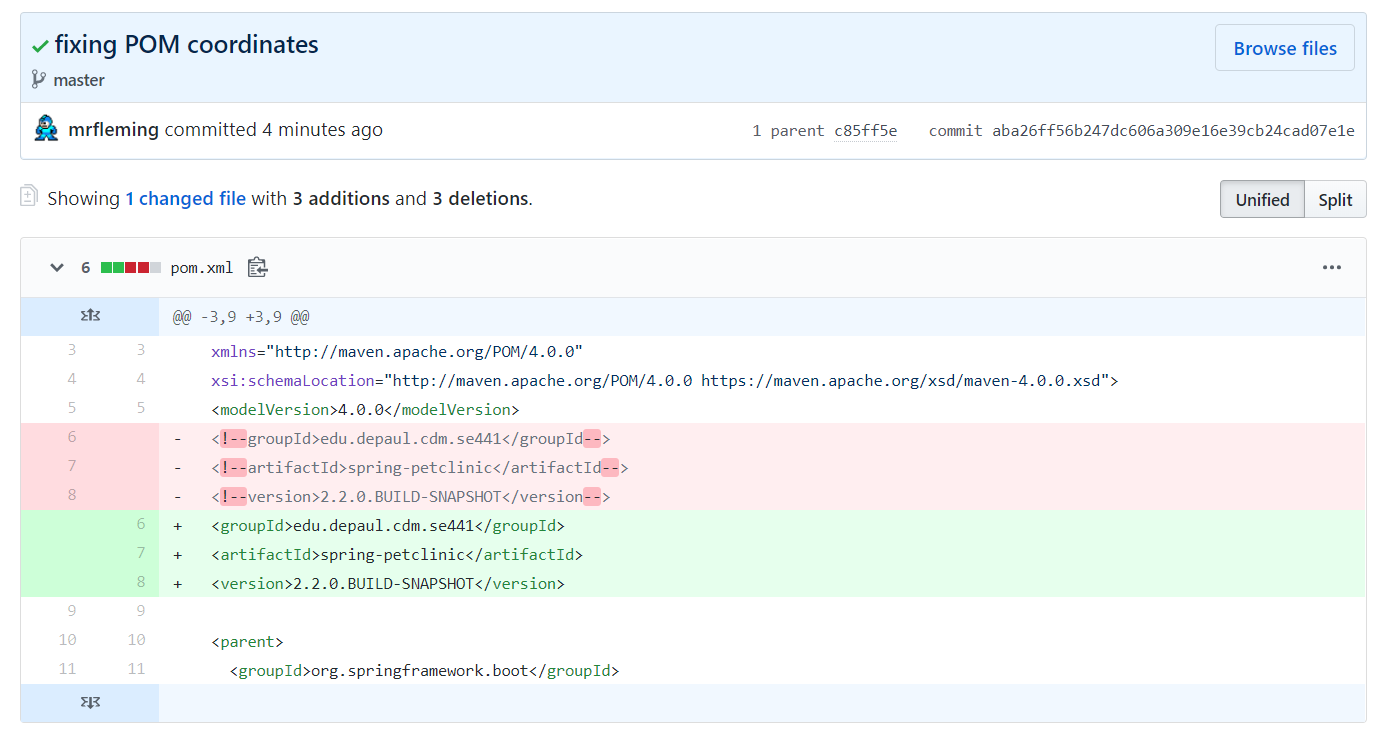 fixing POM coordinates
Browse files
master
mrfleming committed 4 minutes ago
1 parent c85ff5e commit aba26ff56b247dc606a309e16e39cb24cad07e1e
Showing 1 changed file with 3 additions and 3 deletions.
Unified Split
6 pom.xml
@@ -3,9 +3,9 @@
3 3 xmlns="http://maven.apache.org/POM/4.0.0"
4 4 xsi:schemaLocation="http://maven.apache.org/POM/4.0.0 https://maven.apache.org/xsd/maven-4.0.0.xsd">
5 5 <modelVersion>4.0.0</modelVersion>
6 - <!--groupId>edu.depaul.cdm.se441</groupId-->
7 - <!--artifactId>spring-petclinic</artifactId-->
8 - <!--version>2.2.0.BUILD-SNAPSHOT</version-->
6 + <groupId>edu.depaul.cdm.se441</groupId>
7 + <artifactId>spring-petclinic</artifactId>
8 + <version>2.2.0.BUILD-SNAPSHOT</version>
9 9
10 10 <parent>
11 11 <groupId>org.springframework.boot</groupId>